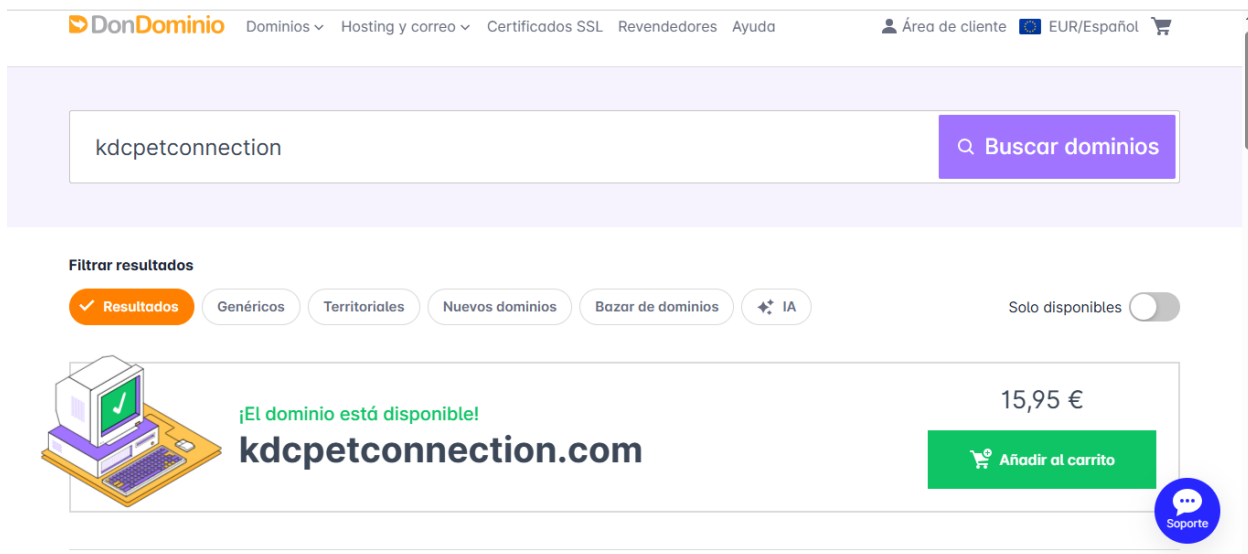 DonDominio Dominios Hosting y correo Certificados SSL Revendedores Ayuda Área de cliente EUR/Español
kdcpetconnection Buscar dominios
Filtrar resultados
Resultados Genéricos Territoriales Nuevos dominios Bazar de dominios IA Solo disponibles
15,95 €
¡El dominio está disponible!
kdcpetconnection.com
Añadir al carrito
Soporte